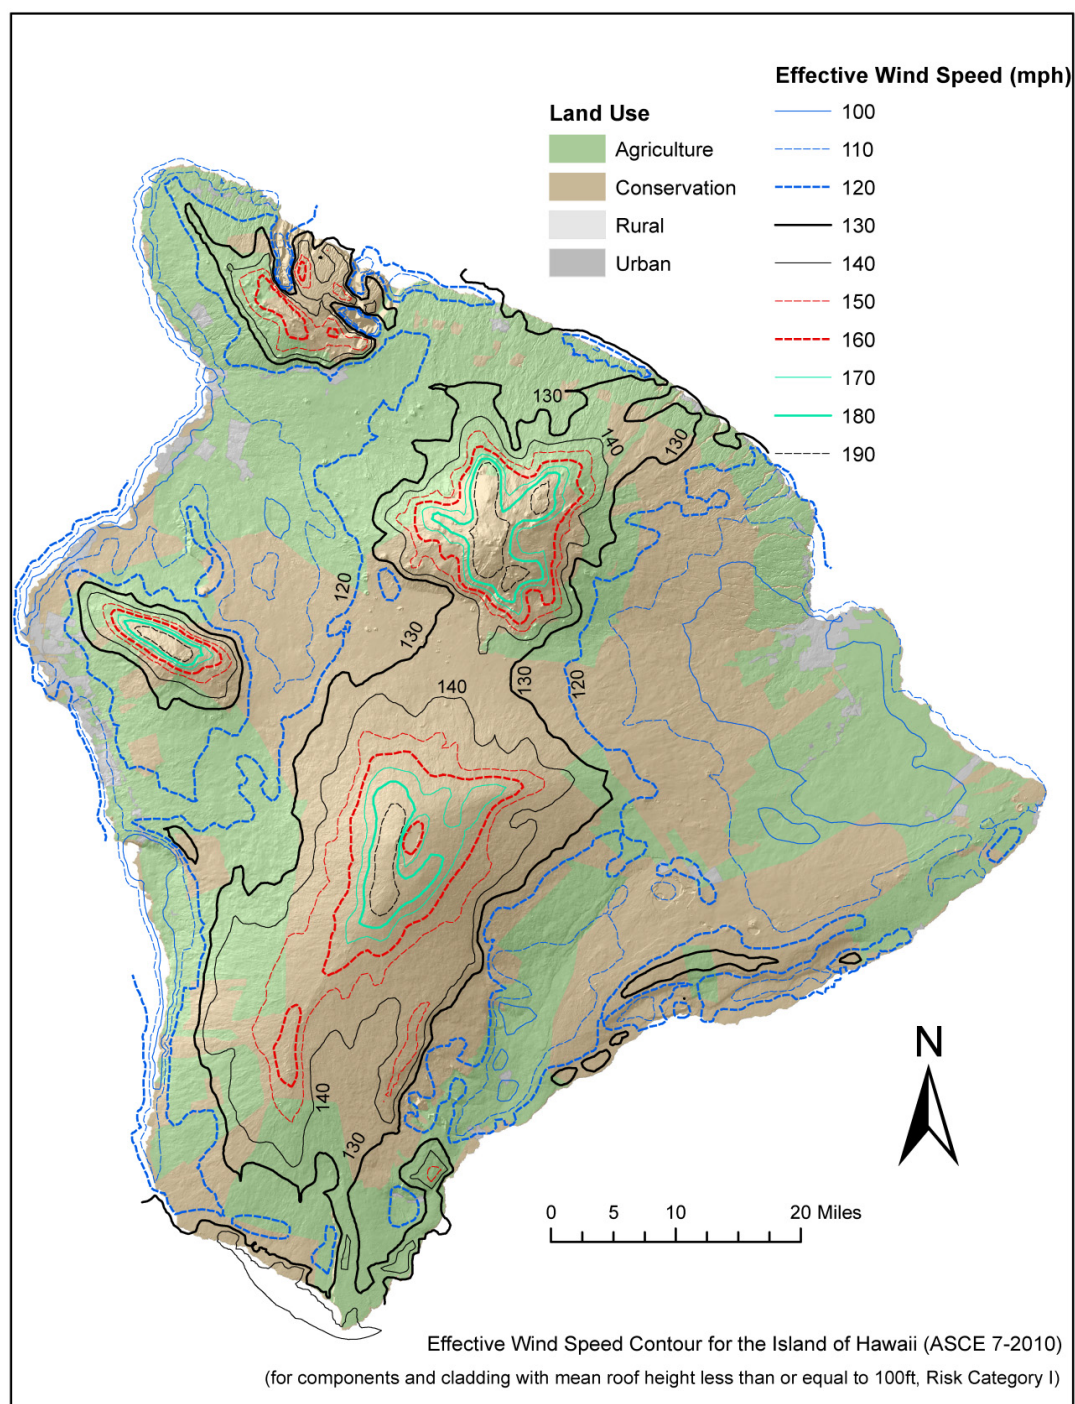 Effective Wind Speed (mph)
Land Use
Agriculture
Conservation
Rural
Urban
100
110
120
130
140
150
160
170
180
190
130
140
130
120
130
140
130
120
140
130
N
0 5 10 20 Miles
Effective Wind Speed Contour for the Island of Hawaii (ASCE 7-2010)
(for components and cladding with mean roof height less than or equal to 100ft, Risk Category I)